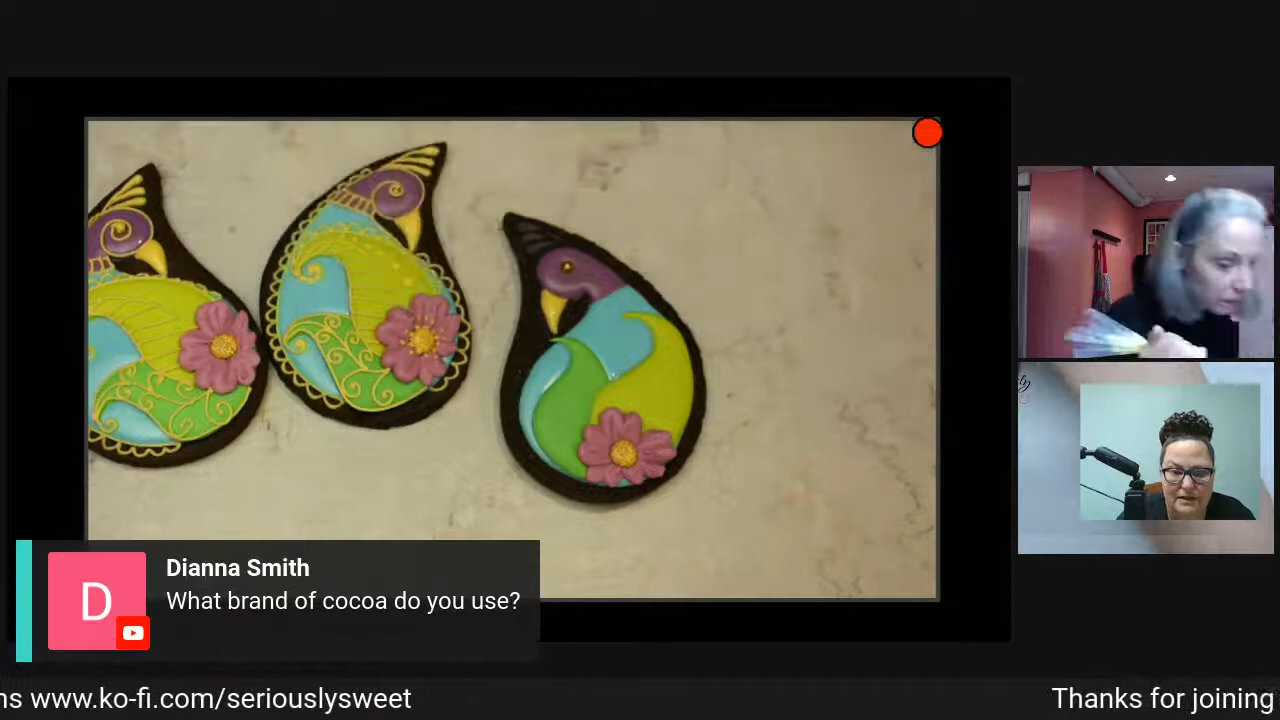 Dianna Smith
D
What brand of cocoa do you use?
ns www.ko-fi.com/seriouslysweet
Thanks for joining